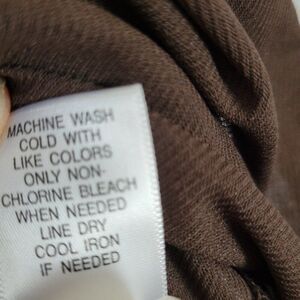 MACHINE WASH
COLD WITH
LIKE COLORS
ONLY NON-
CHLORINE BLEACH
WHEN NEEDED
LINE DRY
COOL IRON
IF NEEDED